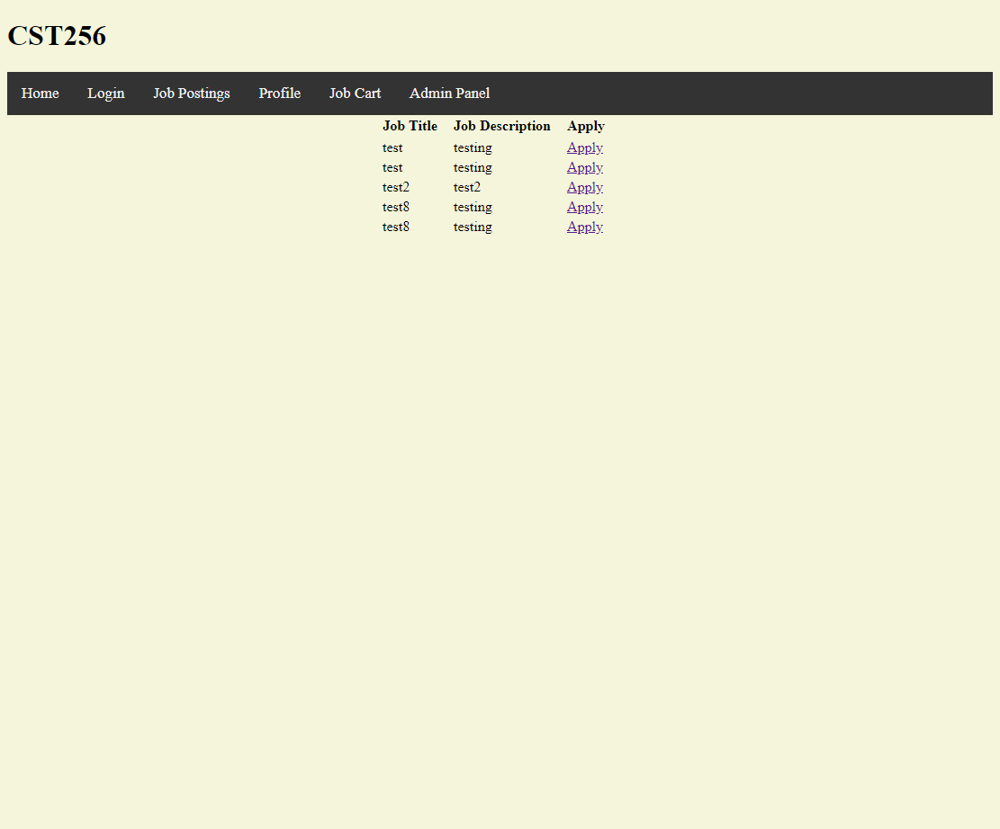 CST256
Home Login Job Postings Profile Job Cart Admin Panel
Job Title Job Description Apply
test testing Apply
test testing Apply
test2 test2 Apply
test8 testing Apply
test8 testing Apply